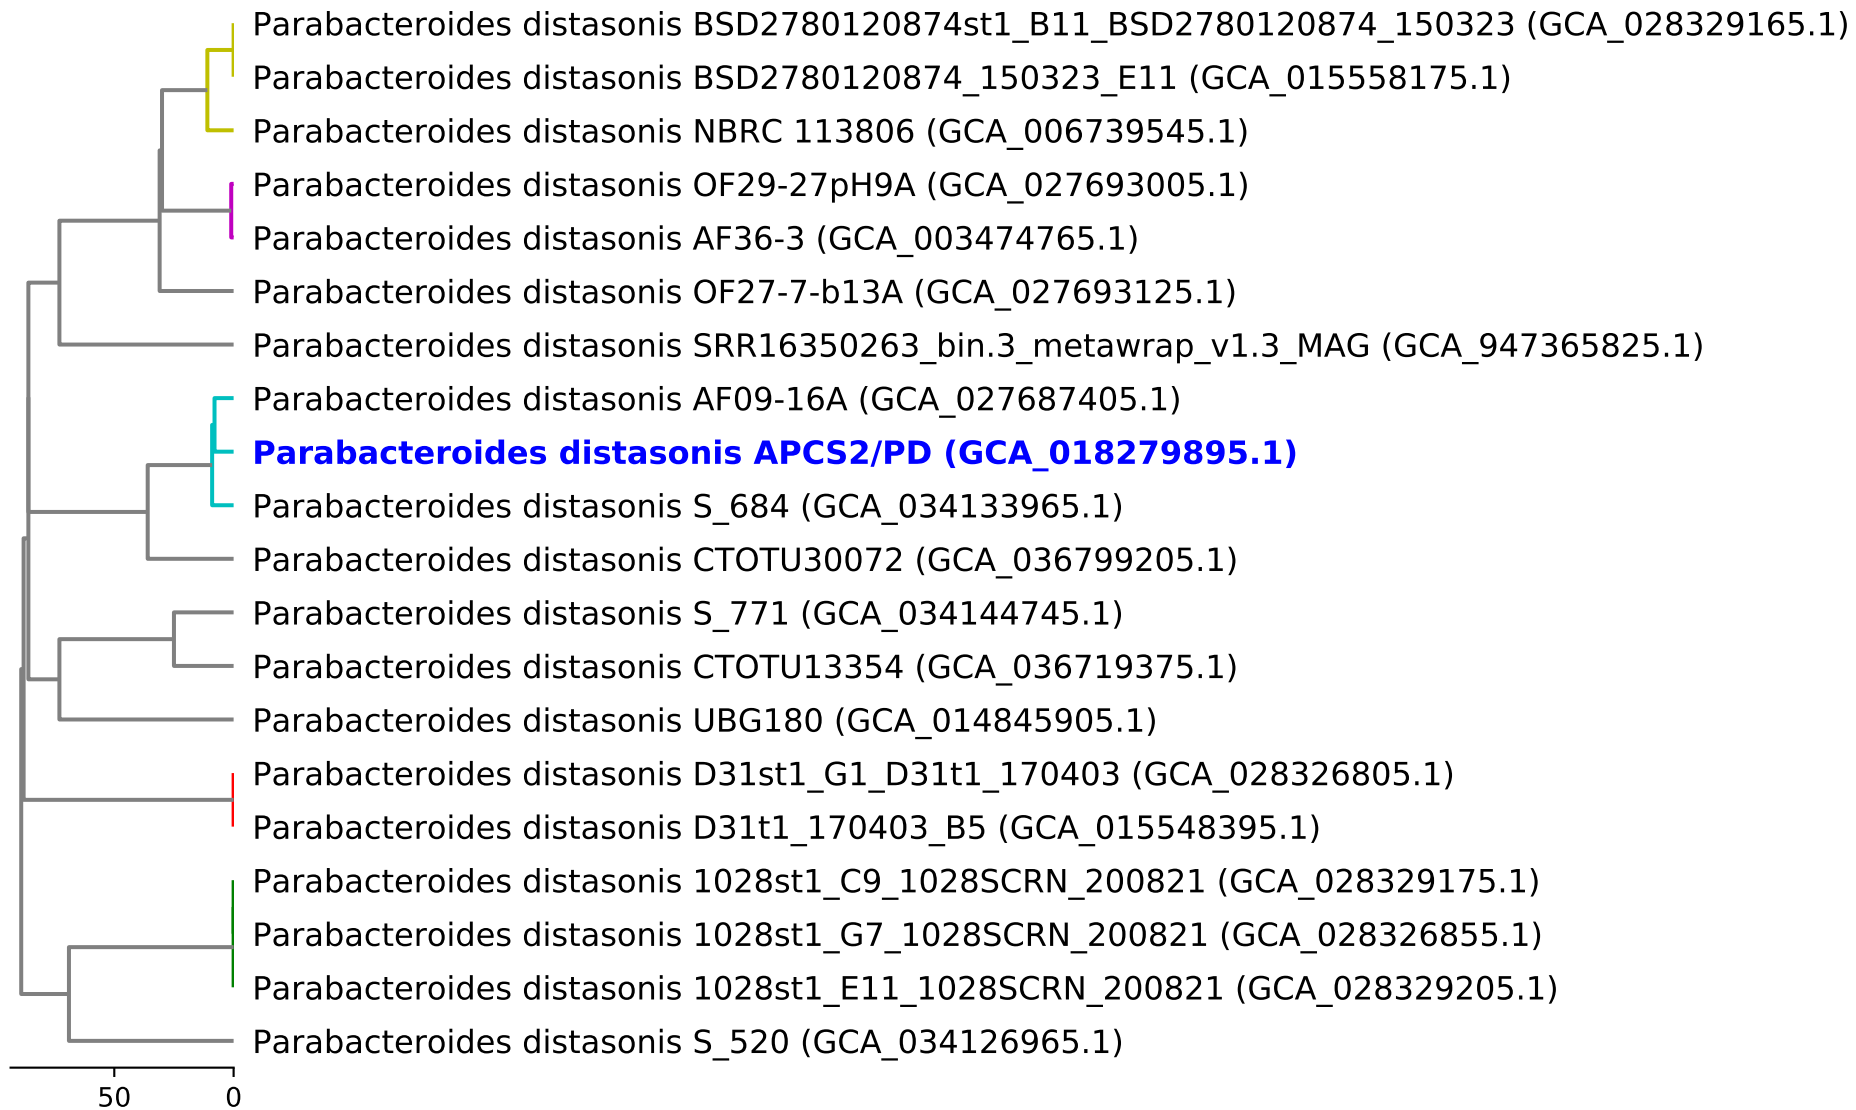 Parabacteroides distasonis BSD2780120874st1_B11_BSD2780120874_150323 (GCA_028329165.1)
Parabacteroides distasonis BSD2780120874_150323_E11 (GCA_015558175.1)
Parabacteroides distasonis NBRC 113806 (GCA_006739545.1)
Parabacteroides distasonis OF29-27pH9A (GCA_027693005.1)
Parabacteroides distasonis AF36-3 (GCA_003474765.1)
Parabacteroides distasonis OF27-7-b13A (GCA_027693125.1)
Parabacteroides distasonis SRR16350263_bin.3_metawrap_v1.3_MAG (GCA_947365825.1)
Parabacteroides distasonis AF09-16A (GCA_027687405.1)
Parabacteroides distasonis APCS2/PD (GCA_018279895.1)
Parabacteroides distasonis S_684 (GCA_034133965.1)
Parabacteroides distasonis CTOTU30072 (GCA_036799205.1)
Parabacteroides distasonis S_771 (GCA_034144745.1)
Parabacteroides distasonis CTOTU13354 (GCA_036719375.1)
Parabacteroides distasonis UBG180 (GCA_014845905.1)
Parabacteroides distasonis D31st1_G1_D31t1_170403 (GCA_028326805.1)
Parabacteroides distasonis D31t1_170403_B5 (GCA_015548395.1)
Parabacteroides distasonis 1028st1_C9_1028SCRN_200821 (GCA_028329175.1)
Parabacteroides distasonis 1028st1_G7_1028SCRN_200821 (GCA_028326855.1)
Parabacteroides distasonis 1028st1_E11_1028SCRN_200821 (GCA_028329205.1)
Parabacteroides distasonis S_520 (GCA_034126965.1)
50 0